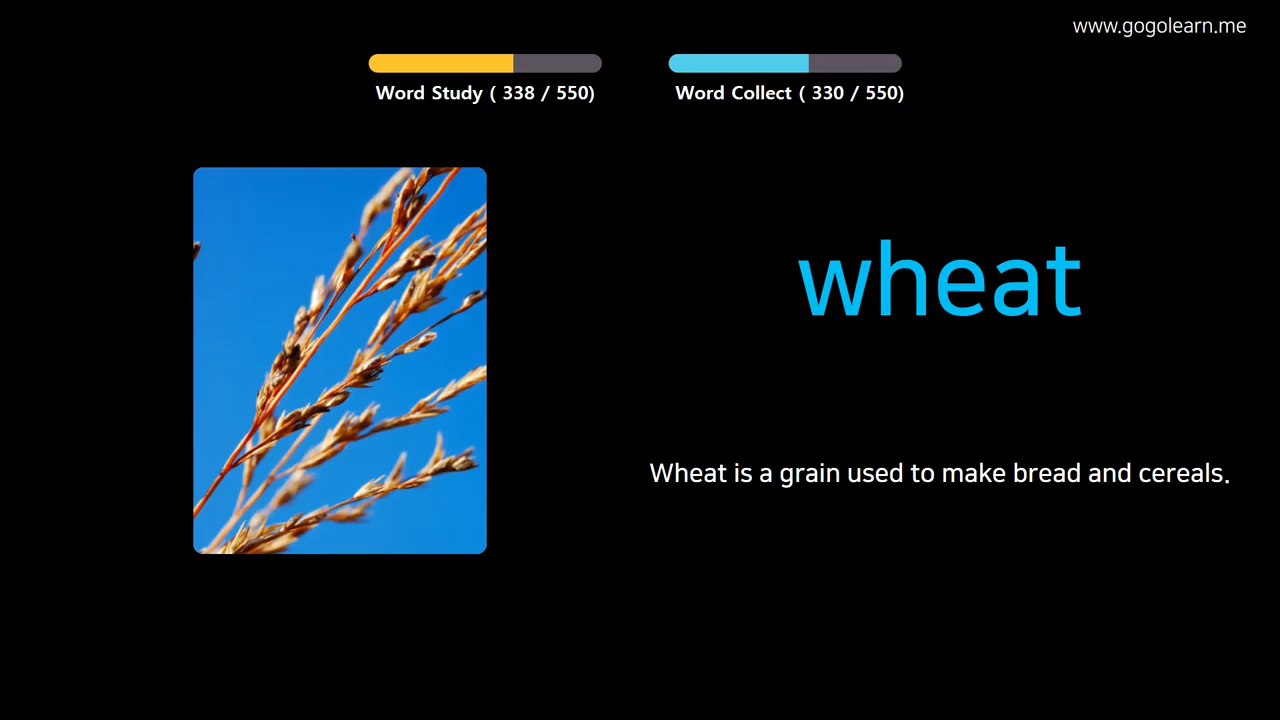 www.gogolearn.me
Word Study ( 338 / 550)
Word Collect ( 330 / 550)
wheat
Wheat is a grain used to make bread and cereals.